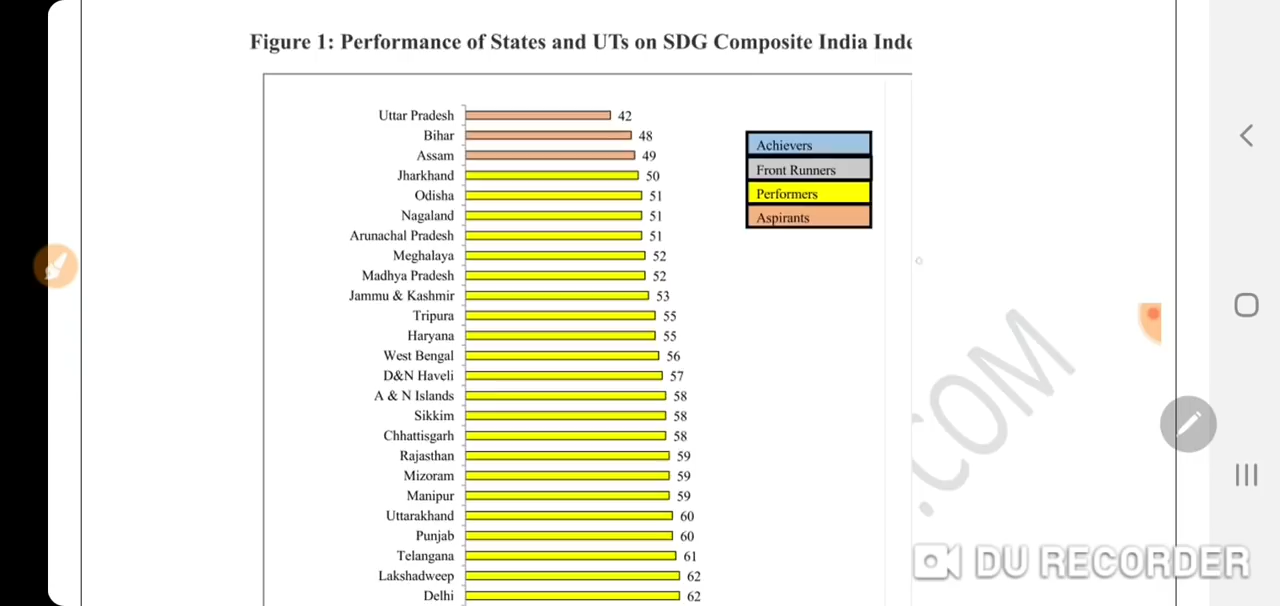 Figure 1: Performance of States and UTs on SDG Composite India Inde
Uttar Pradesh 42
Bihar 48
Assam 49
Jharkhand 50
Odisha 51
Nagaland 51
Arunachal Pradesh 51
Meghalaya 52
Madhya Pradesh 52
Jammu & Kashmir 53
Tripura 55
Haryana 55
West Bengal 56
D&N Haveli 57
A & N Islands 58
Sikkim 58
Chhattisgarh 58
Rajasthan 59
Mizoram 59
Manipur 59
Uttarakhand 60
Punjab 60
Telangana 61
Lakshadweep 62
Delhi 62
Achievers
Front Runners
Performers
Aspirants
.COM
DU RECORDER